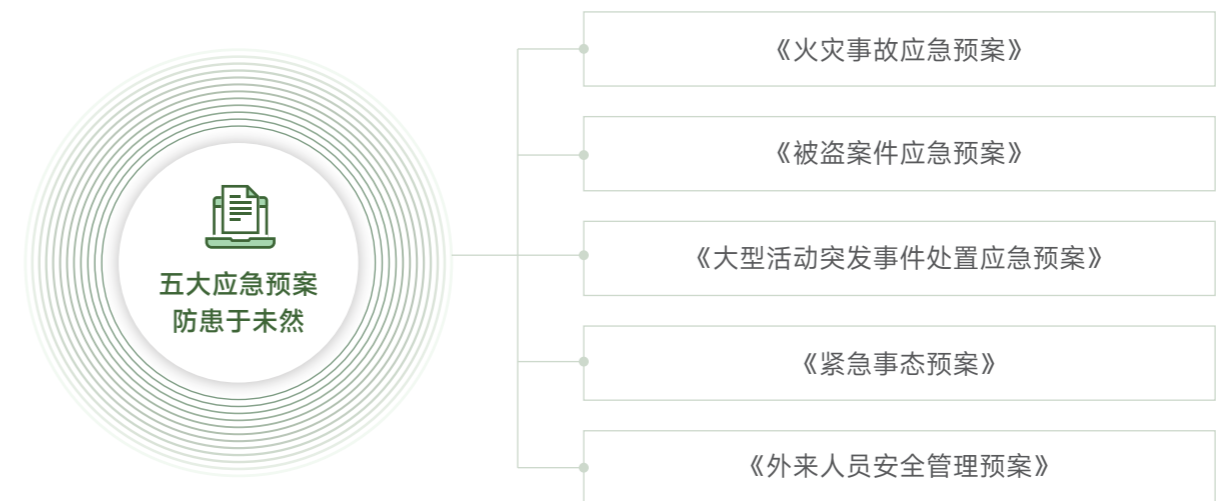 五大应急预案
防患于未然
《火灾事故应急预案》
《被盗案件应急预案》
《大型活动突发事件处置应急预案》
《紧急事态预案》
《外来人员安全管理预案》